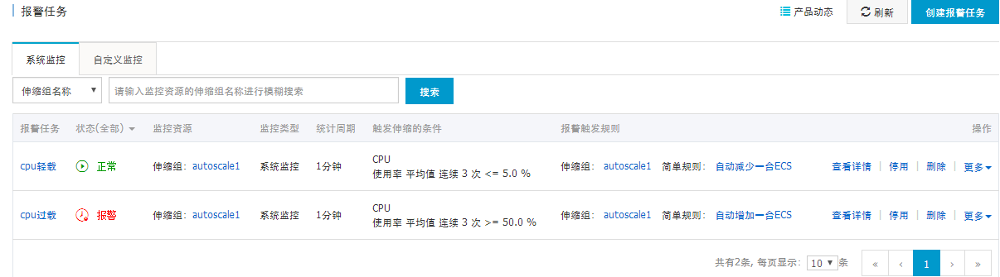 报警任务 产品动态 刷新 创建报警任务
系统监控 自定义监控
伸缩组名称 请输入监控资源的伸缩组名称进行模糊搜索 搜索
报警任务 状态(全部) 监控资源 监控类型 统计周期 触发伸缩的条件 报警触发规则 操作
cpu轻载 正常 伸缩组：autoscale1 系统监控 1分钟 CPU
使用率 平均值 连续 3 次 <= 5.0 % 伸缩组： autoscale1 简单规则： 自动减少一台ECS 查看详情 停用 删除 更多
cpu过载 报警 伸缩组：autoscale1 系统监控 1分钟 CPU
使用率 平均值 连续 3 次 >= 50.0 % 伸缩组： autoscale1 简单规则： 自动增加一台ECS 查看详情 停用 删除 更多
共有2条, 每页显示： 10 条 « ‹ 1 › »